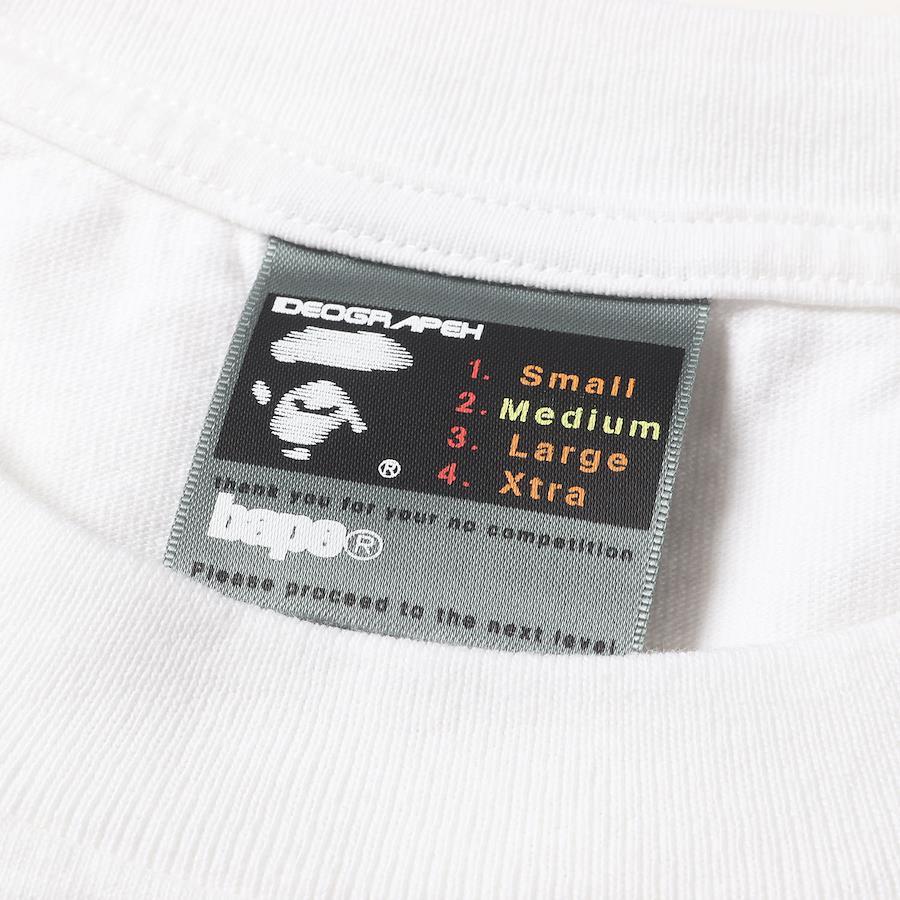 IDEOGRAPEH
1. Small
2. Medium
3. Large
4. Xtra
®
thank you for your no competition
bape®
Please proceed to the next level